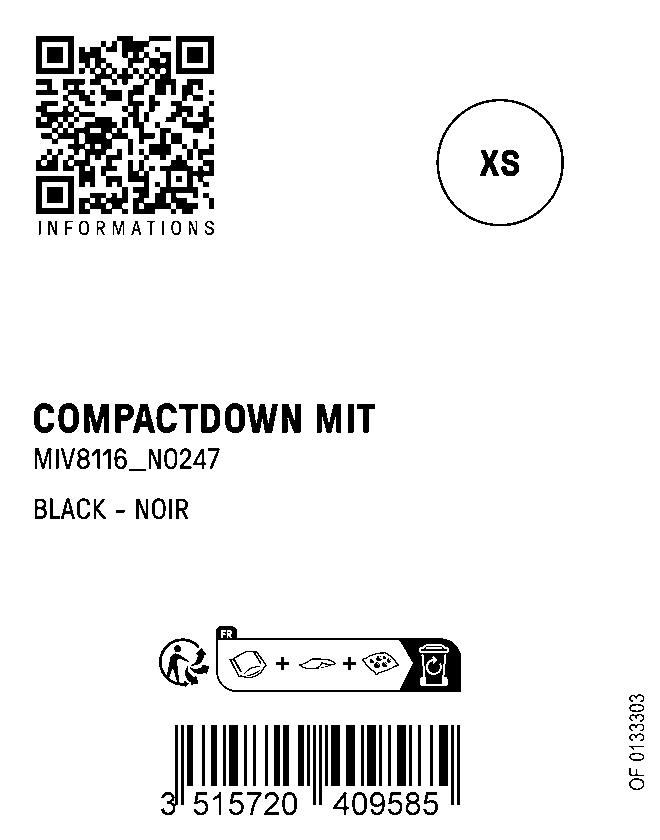 INFORMATIONS
XS
COMPACTDOWN MIT
MIV8116_N0247
BLACK - NOIR
FR
OF 0133303
3 515720 409585